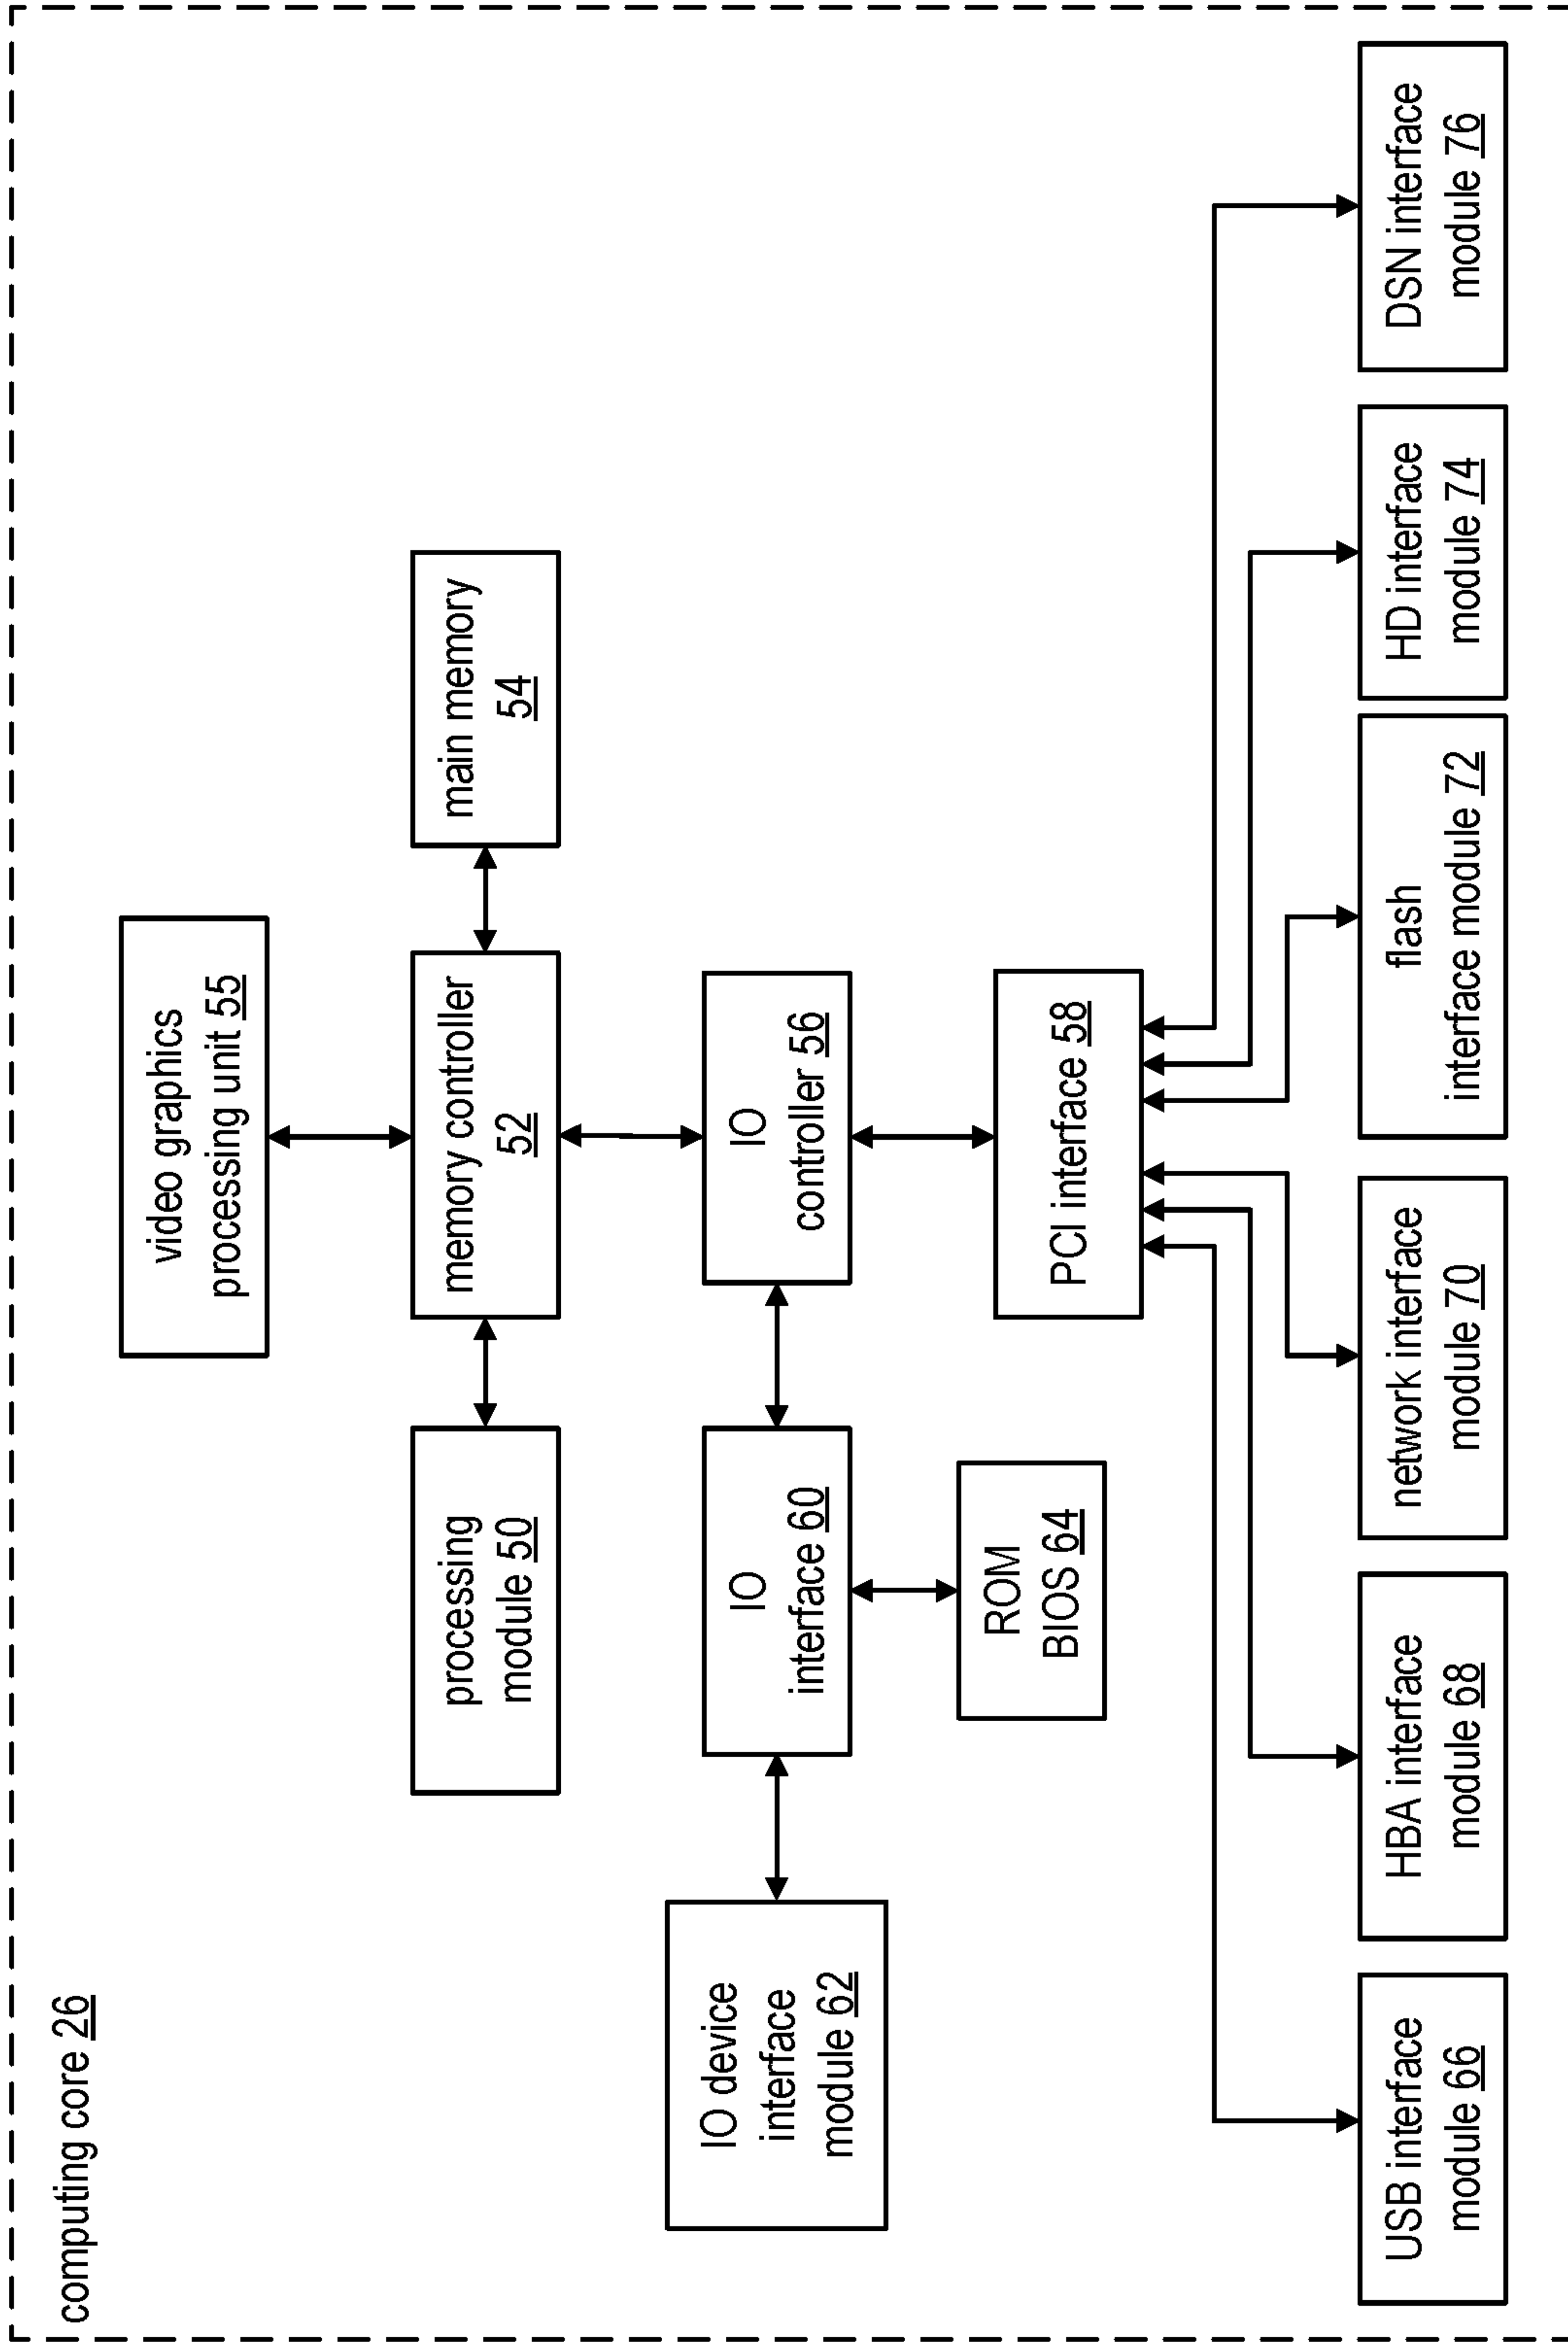 computing core 26
video graphics
processing unit 55
processing
module 50
memory controller
52
main memory
54
IO device
interface
module 62
IO
interface 60
IO
controller 56
ROM
BIOS 64
PCI interface 58
USB interface
module 66
HBA interface
module 68
network interface
module 70
flash
interface module 72
HD interface
module 74
DSN interface
module 76